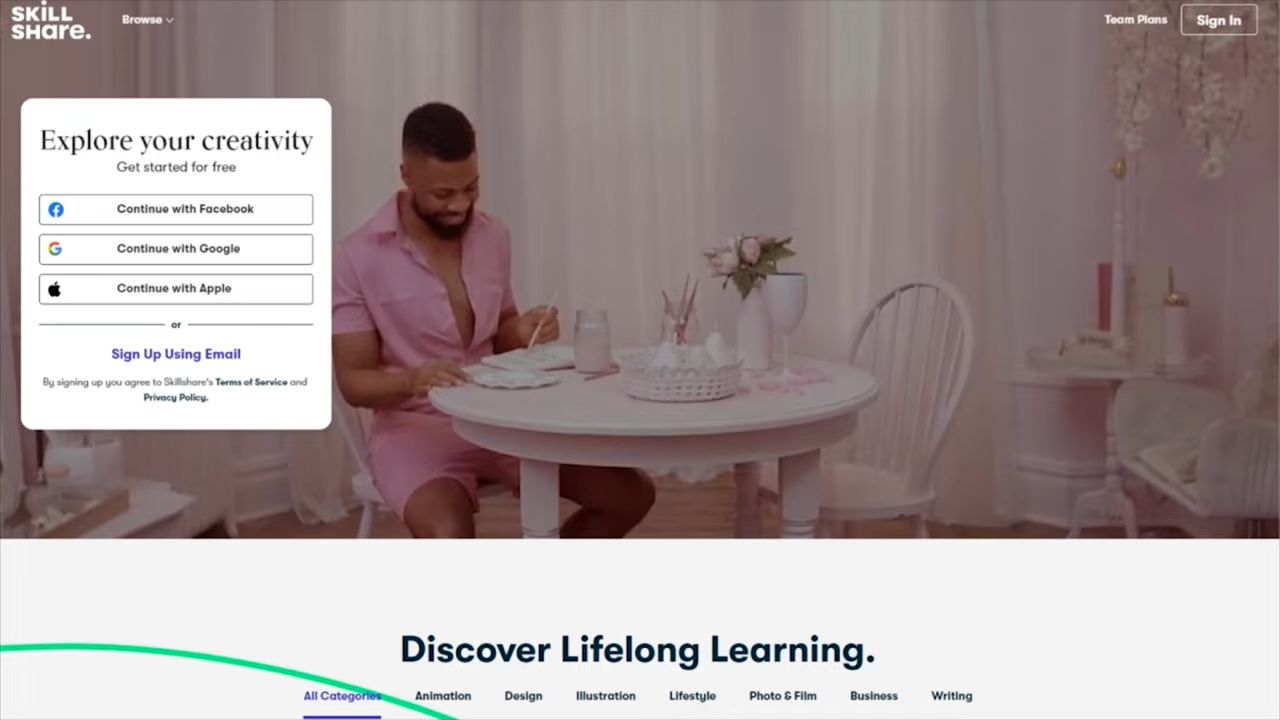 SKiLL
SHare.
Browse
Team Plans
Sign In
Explore your creativity
Get started for free
Continue with Facebook
Continue with Google
Continue with Apple
or
Sign Up Using Email
By signing up you agree to Skillshare's Terms of Service and
Privacy Policy.
Discover Lifelong Learning.
All Categories Animation Design Illustration Lifestyle Photo & Film Business Writing